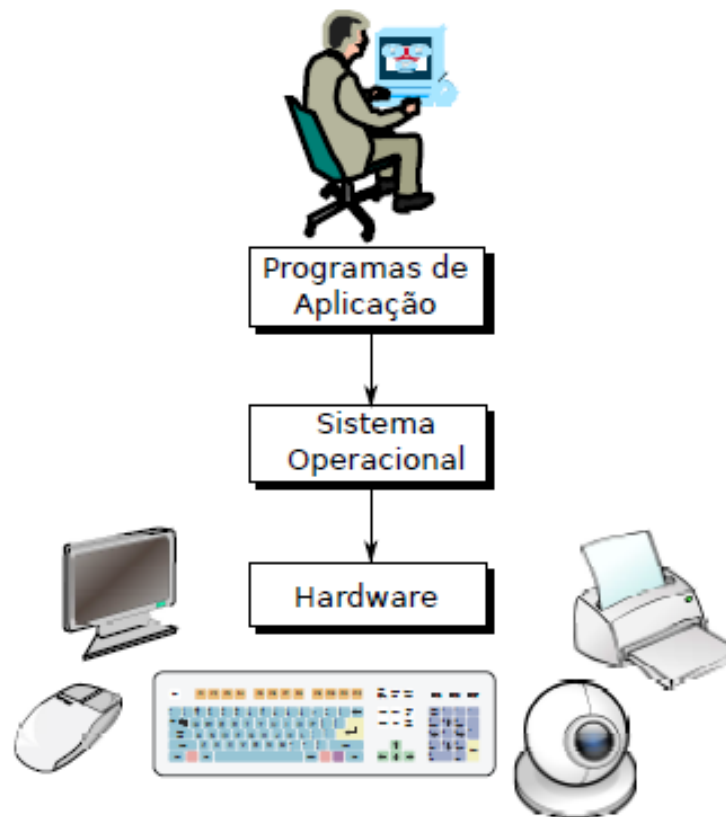 Programas de
Aplicação
Sistema
Operacional
Hardware